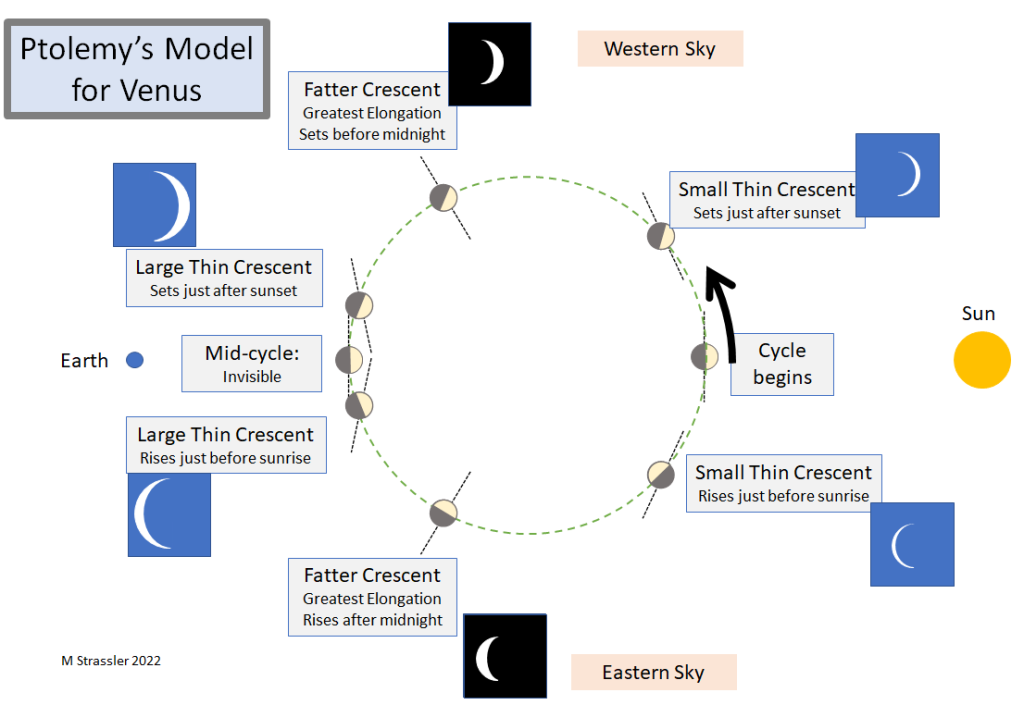 Ptolemy's Model
for Venus
Western Sky
Fatter Crescent
Greatest Elongation
Sets before midnight
Small Thin Crescent
Sets just after sunset
Large Thin Crescent
Sets just after sunset
Sun
Earth
Mid-cycle:
Invisible
Cycle
begins
Large Thin Crescent
Rises just before sunrise
Small Thin Crescent
Rises just before sunrise
Fatter Crescent
Greatest Elongation
Rises after midnight
M Strassler 2022
Eastern Sky